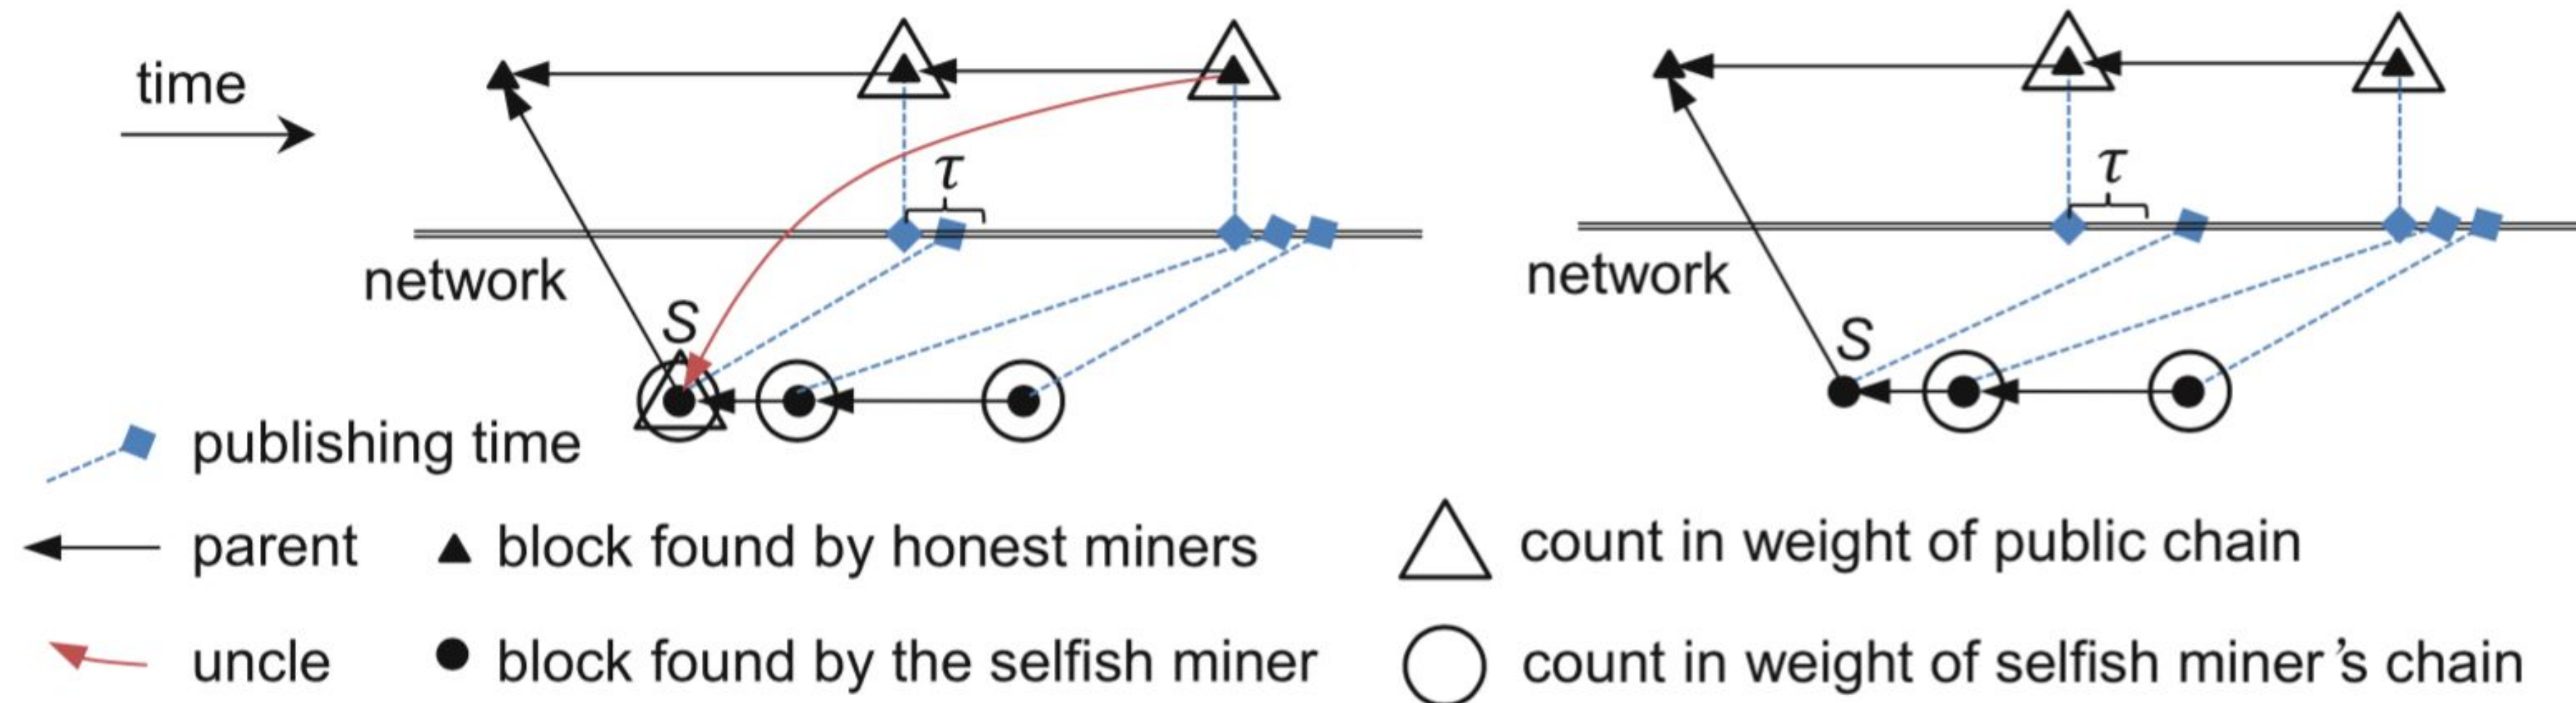 time
τ
τ
network
network
S
S
publishing time
parent
block found by honest miners
count in weight of public chain
uncle
block found by the selfish miner
count in weight of selfish miner's chain